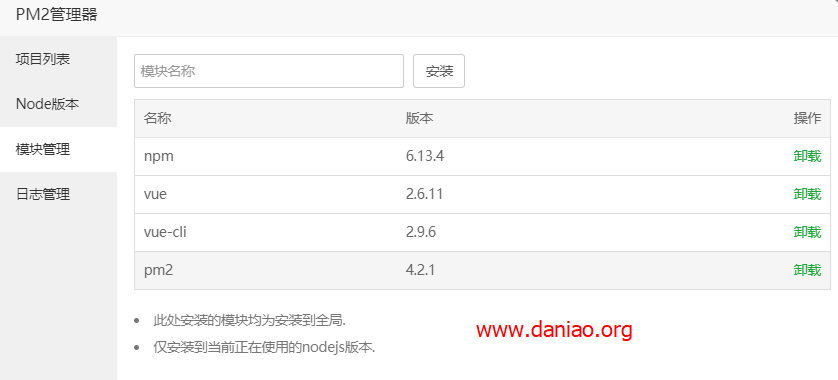 PM2管理器
项目列表
Node版本
模块管理
日志管理
模块名称 安装
名称 版本 操作
npm 6.13.4 卸载
vue 2.6.11 卸载
vue-cli 2.9.6 卸载
pm2 4.2.1 卸载
此处安装的模块均为安装到全局.
仅安装到当前正在使用的nodejs版本.
www.daniao.org